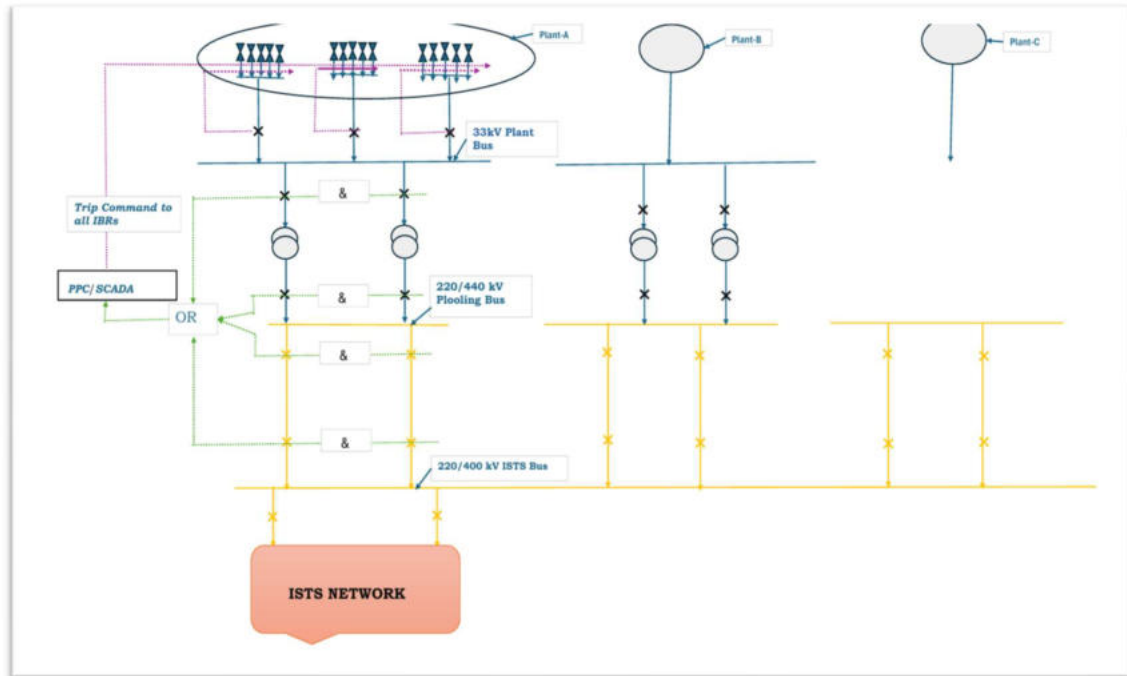 Plant-A
Plant-B
Plant-C
33kV Plant
Bus
&
Trip Command to
all IBRs
PPC/SCADA
OR
220/440 kV
Plooling Bus
&
&
&
220/400 kV ISTS Bus
ISTS NETWORK